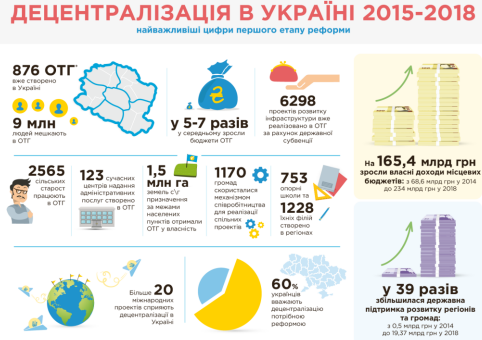 ДЕЦЕНТРАЛІЗАЦІЯ В УКРАЇНІ 2015-2018
найважливіші цифри першого етапу реформи
876 ОТГ
вже створено
в Україні
9 млн
людей мешкають
в ОТГ
у 5-7 разів
у середньому зросли
бюджети ОТГ
6298
проектів розвитку
інфраструктури вже
реалізовано в ОТГ
за рахунок державної
субвенції
На 165,4 млрд грн
зросли власні доходи місцевих
бюджетів: з 68,6 млрд грн у 2014
до 234 млрд грн у 2018
2565
сільських
старост
працюють
в ОТГ
123 сучасних
центрів надання
адміністративних
послуг створено
в ОТГ
1,5
млн га
земель с\г
призначення
за межами
населених
пунктів отримали
ОТГ у власність
1170
громад
скористалися
механізмом
співробітництва
для реалізації
спільних
проектів
753
опорні
школи та
1228
їхніх філій
створено
в регіонах
Більше 20
міжнародних
проектів сприяють
децентралізації в
Україні
60%
українців
вважають
децентралізацію
потрібною
реформою
у 39 разів
збільшилася державна
підтримка розвитку регіонів
та громад:
з 0,5 млрд грн у 2014
до 19,37 млрд грн у 2018